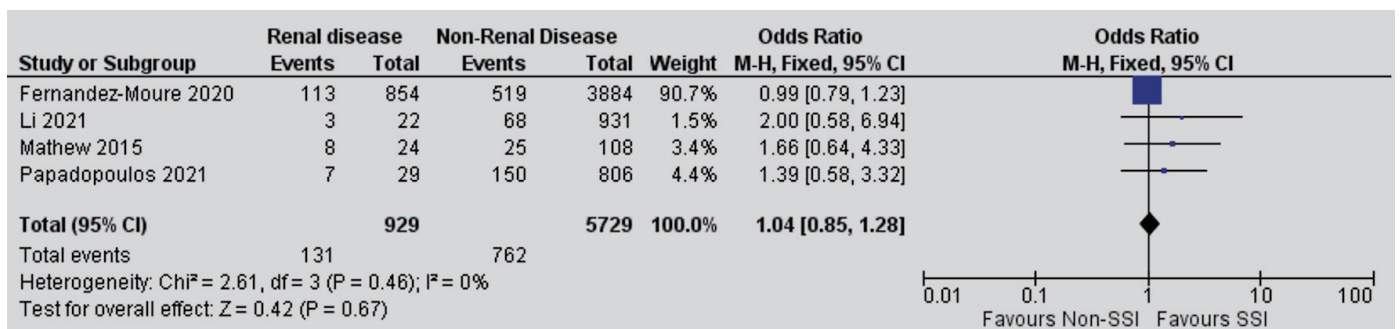 Renal disease Non-Renal Disease Odds Ratio Odds Ratio
Study or Subgroup Events Total Events Total Weight M-H, Fixed, 95% CI M-H, Fixed, 95% CI
Fernandez-Moure 2020 113 854 519 3884 90.7% 0.99 [0.79, 1.23]
Li 2021 3 22 68 931 1.5% 2.00 [0.58, 6.94]
Mathew 2015 8 24 25 108 3.4% 1.66 [0.64, 4.33]
Papadopoulos 2021 7 29 150 806 4.4% 1.39 [0.58, 3.32]
Total (95% CI) 929 5729 100.0% 1.04 [0.85, 1.28]
Total events 131 762
Heterogeneity: Chi² = 2.61, df = 3 (P = 0.46); I² = 0%
Test for overall effect: Z = 0.42 (P = 0.67)
0.01 0.1 1 10 100
Favours Non-SSI Favours SSI